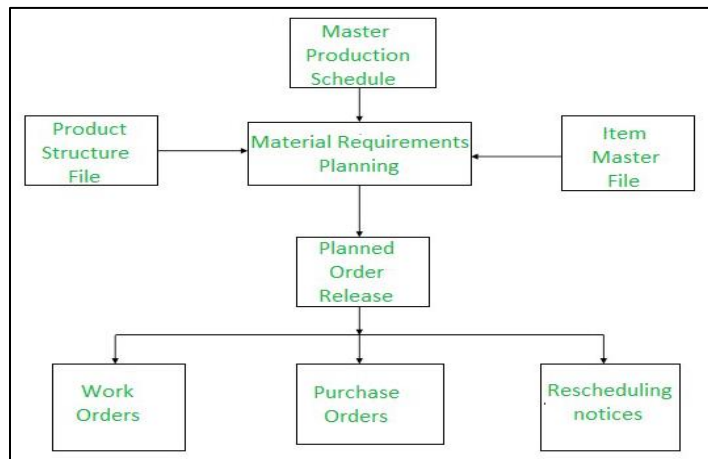 Master
Production
Schedule
Product
Structure
File
Material Requirements
Planning
Item
Master
File
Planned
Order
Release
Work
Orders
Purchase
Orders
Rescheduling
notices